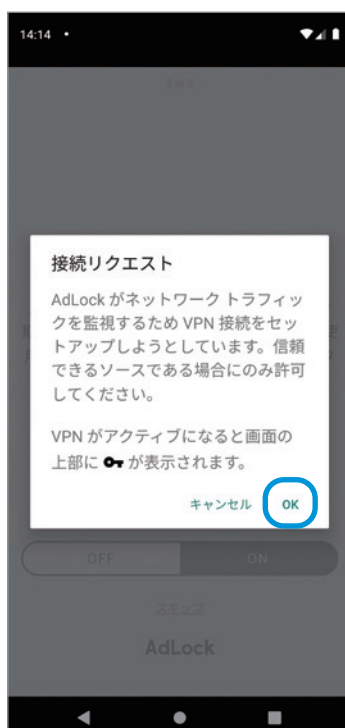 14:14
接続リクエスト
AdLock がネットワーク トラフィッ
クを監視するため VPN 接続をセッ
トアップしようとしています。信頼
できるソースである場合にのみ許可
してください。
VPN がアクティブになると画面の
上部に が表示されます。
キャンセル OK
OFF ON
スキップ
AdLock